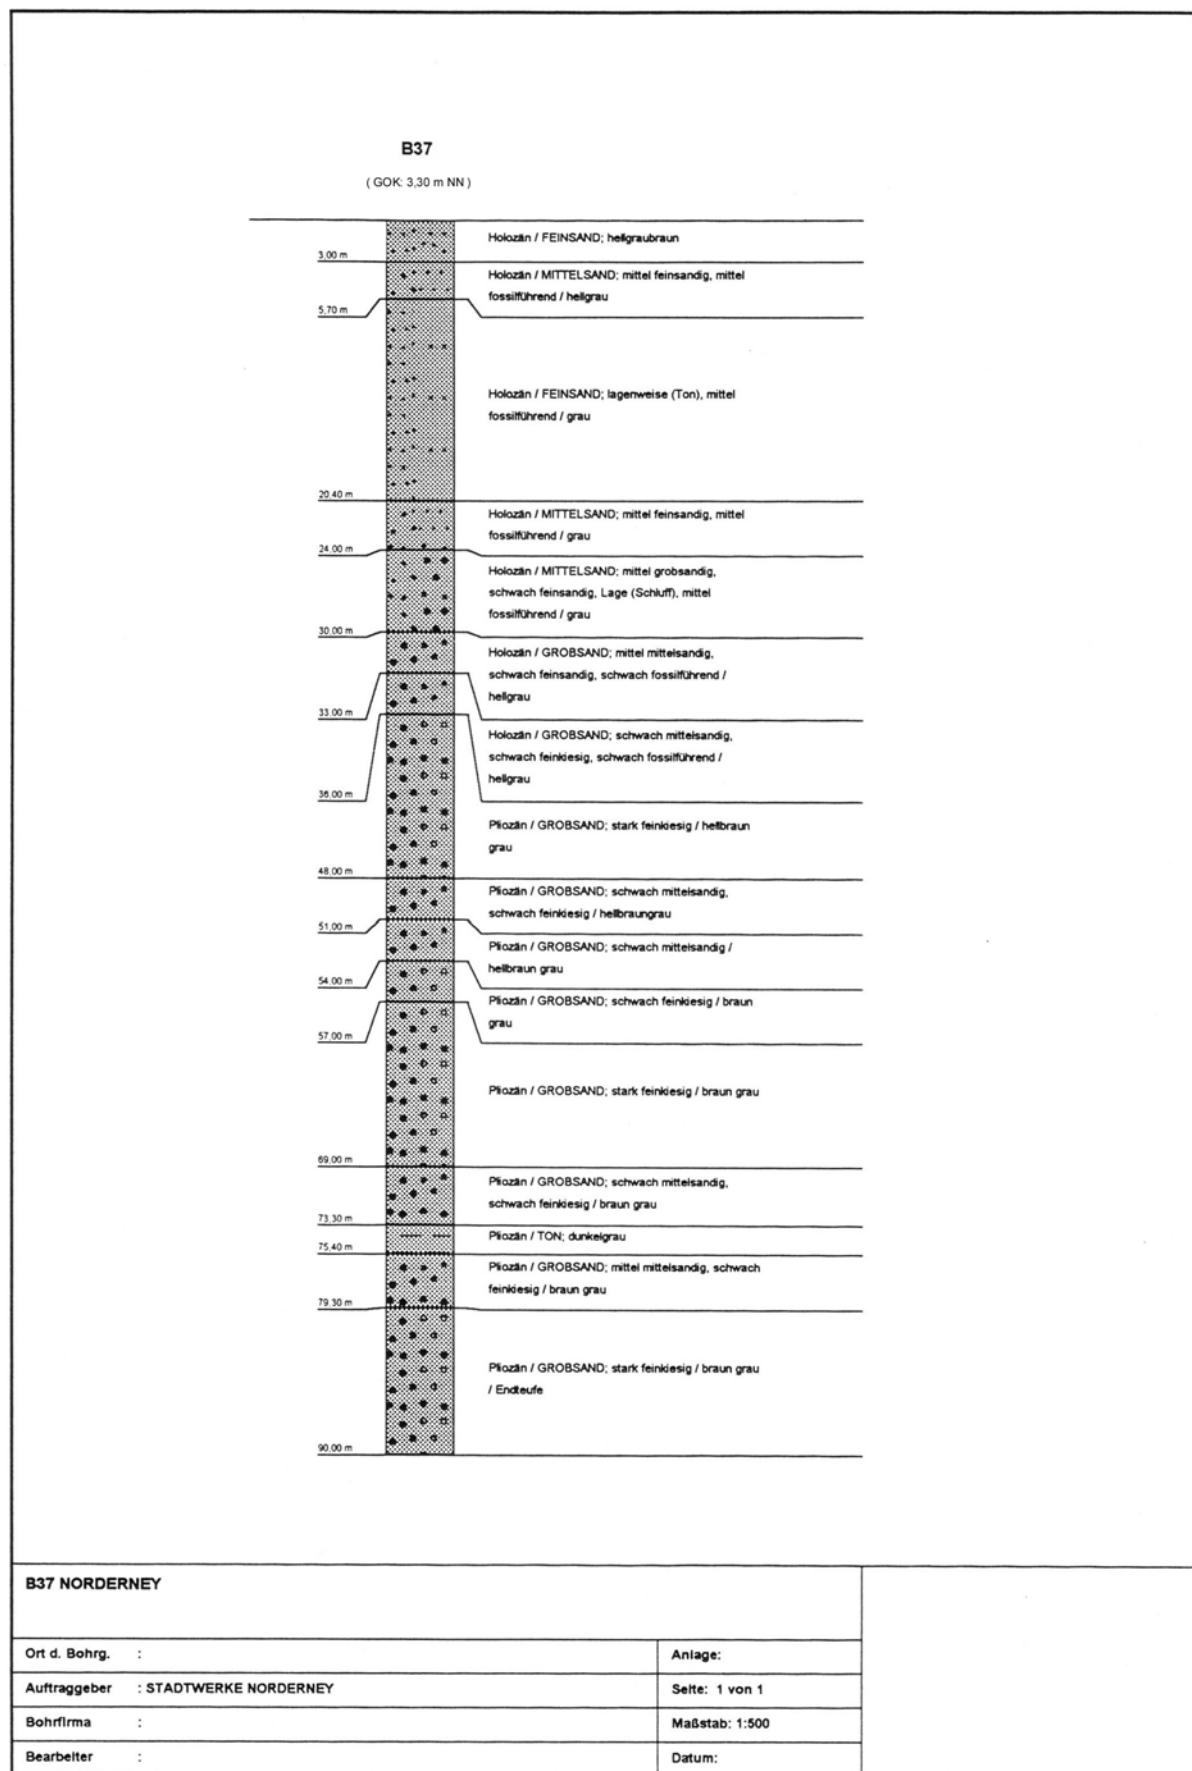 B37
( GOK: 3,30 m NN )
Holozän / FEINSAND; hellgraubraun
3,00 m
Holozän / MITTELSAND; mittel feinsandig, mittel
fossilführend / hellgrau
5,70 m
Holozän / FEINSAND; lagenweise (Ton), mittel
fossilführend / grau
20,40 m
Holozän / MITTELSAND; mittel feinsandig, mittel
fossilführend / grau
24,00 m
Holozän / MITTELSAND; mittel grobsandig,
schwach feinsandig, Lage (Schluff), mittel
fossilführend / grau
30,00 m
Holozän / GROBSAND; mittel mittelsandig,
schwach feinsandig, schwach fossilführend /
hellgrau
33,00 m
Holozän / GROBSAND; schwach mittelsandig,
schwach feinkiesig, schwach fossilführend /
hellgrau
36,00 m
Pliozän / GROBSAND; stark feinkiesig / hellbraun
grau
48,00 m
Pliozän / GROBSAND; schwach mittelsandig,
schwach feinkiesig / hellbraungrau
51,00 m
Pliozän / GROBSAND; schwach mittelsandig /
hellbraun grau
54,00 m
Pliozän / GROBSAND; schwach feinkiesig / braun
grau
57,00 m
Pliozän / GROBSAND; stark feinkiesig / braun grau
69,00 m
Pliozän / GROBSAND; schwach mittelsandig,
schwach feinkiesig / braun grau
73,30 m
Pliozän / TON; dunkelgrau
75,40 m
Pliozän / GROBSAND; mittel mittelsandig, schwach
feinkiesig / braun grau
79,30 m
Pliozän / GROBSAND; stark feinkiesig / braun grau
/ Endteufe
90,00 m
B37 NORDERNEY
Ort d. Bohrg. :
Anlage:
Auftraggeber : STADTWERKE NORDERNEY
Seite: 1 von 1
Bohrfirma :
Maßstab: 1:500
Bearbeiter :
Datum: